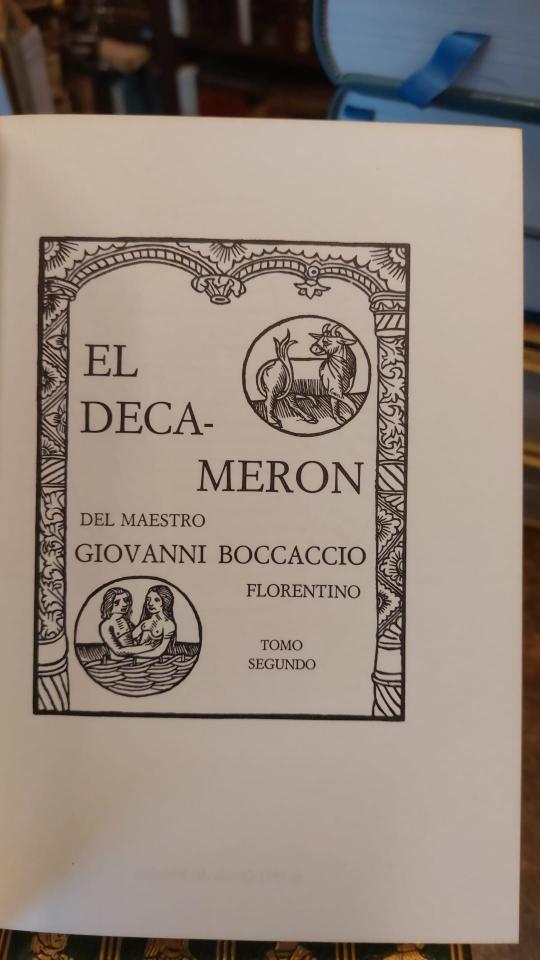 EL
DECA-
MERON
DEL MAESTRO
GIOVANNI BOCCACCIO
FLORENTINO
TOMO
SEGUNDO